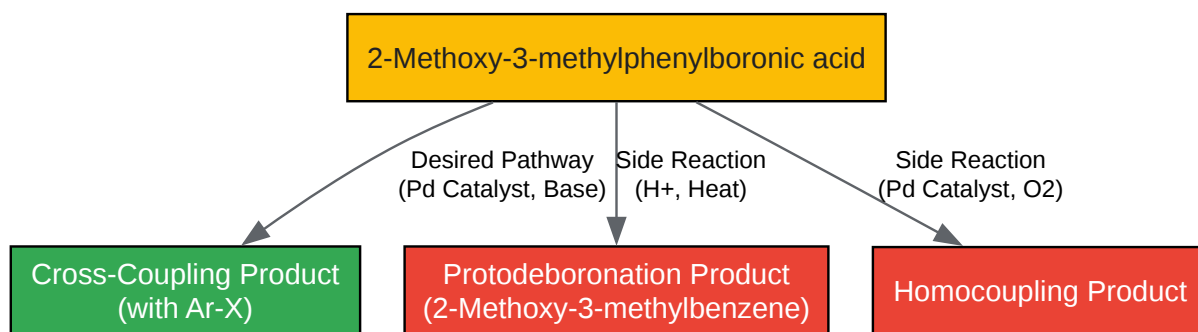 2-Methoxy-3-methylphenylboronic acid
Desired Pathway
(Pd Catalyst, Base)
Side Reaction
(H+, Heat)
Side Reaction
(Pd Catalyst, O2)
Cross-Coupling Product
(with Ar-X)
Protodeboronation Product
(2-Methoxy-3-methylbenzene)
Homocoupling Product